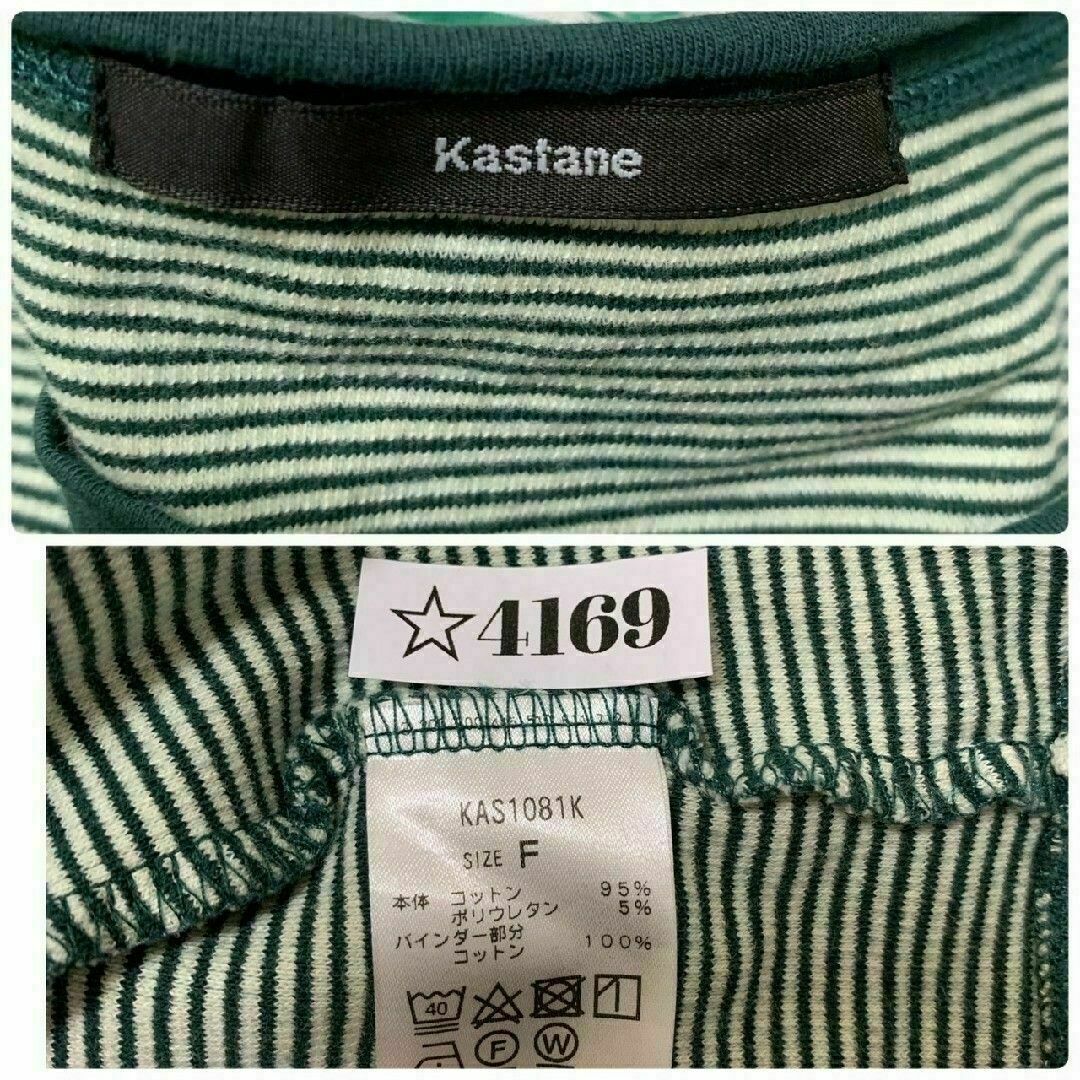 Kastane
☆4169
KAS1081K
SIZE F
本体 コットン 95%
ポリウレタン 5%
バインダー部分
コットン 100%
40
F W